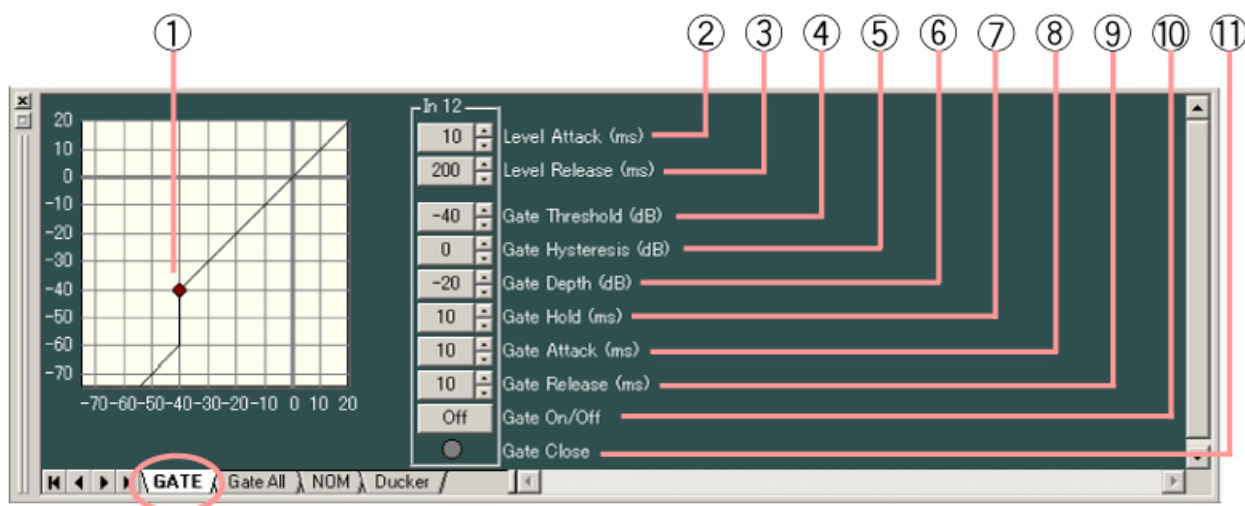 ① ② ③ ④ ⑤ ⑥ ⑦ ⑧ ⑨ ⑩ ⑪
In 12
20
10
0
-10
-20
-30
-40
-50
-60
-70
-70 -60 -50 -40 -30 -20 -10 0 10 20
10 Level Attack (ms)
200 Level Release (ms)
-40 Gate Threshold (dB)
0 Gate Hysteresis (dB)
-20 Gate Depth (dB)
10 Gate Hold (ms)
10 Gate Attack (ms)
10 Gate Release (ms)
Off Gate On/Off
Gate Close
GATE Gate All NOM Ducker